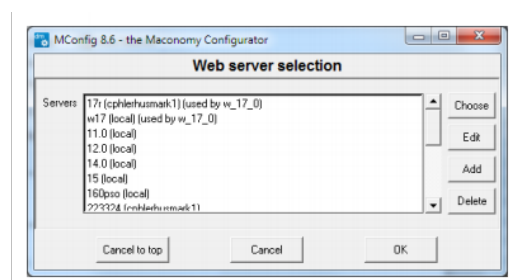 MConfig 8.6 - the Maconomy Configurator
Web server selection
Servers
17r (cphlerhusmark1) (used by w_17_0)
w17 (local) (used by w_17_0)
11.0 (local)
12.0 (local)
14.0 (local)
15 (local)
160pso (local)
223324 (cphlerhusmark1)
Choose
Edit
Add
Delete
Cancel to top
Cancel
OK